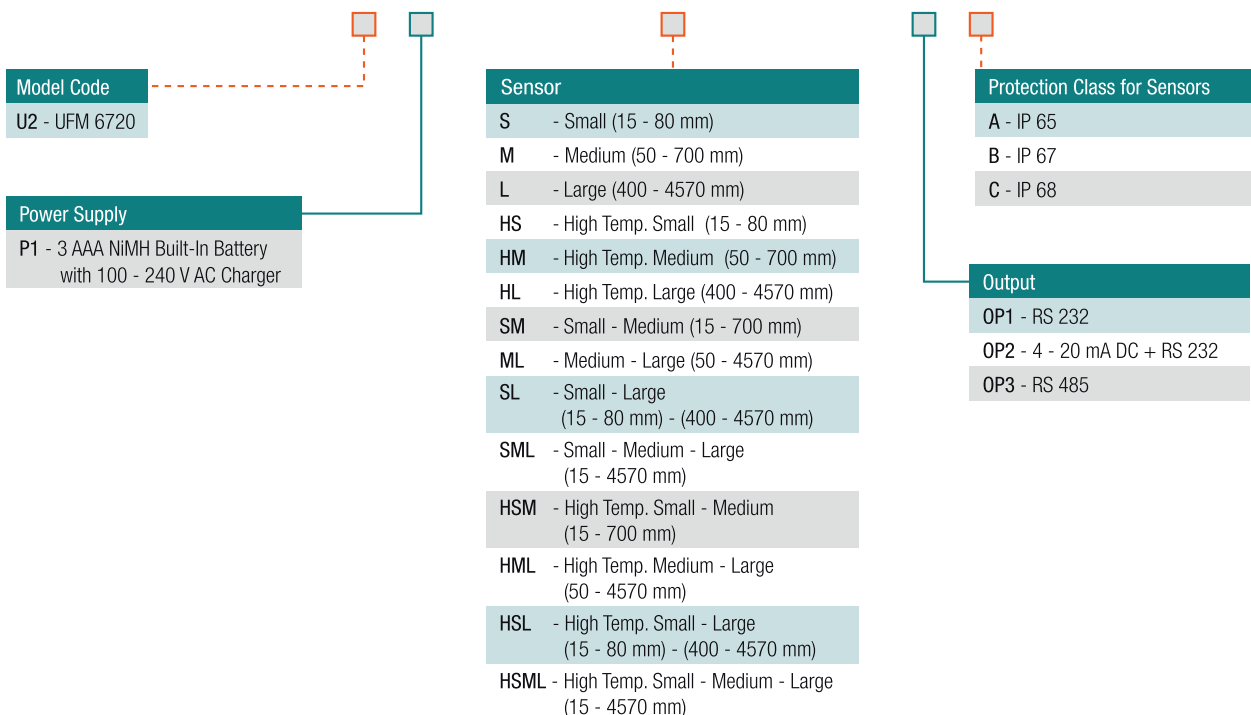 Model Code
U2 - UFM 6720
Power Supply
P1 - 3 AAA NiMH Built-In Battery
with 100 - 240 V AC Charger
Sensor
S - Small (15 - 80 mm)
M - Medium (50 - 700 mm)
L - Large (400 - 4570 mm)
HS - High Temp. Small (15 - 80 mm)
HM - High Temp. Medium (50 - 700 mm)
HL - High Temp. Large (400 - 4570 mm)
SM - Small - Medium (15 - 700 mm)
ML - Medium - Large (50 - 4570 mm)
SL - Small - Large
(15 - 80 mm) - (400 - 4570 mm)
SML - Small - Medium - Large
(15 - 4570 mm)
HSM - High Temp. Small - Medium
(15 - 700 mm)
HML - High Temp. Medium - Large
(50 - 4570 mm)
HSL - High Temp. Small - Large
(15 - 80 mm) - (400 - 4570 mm)
HSML - High Temp. Small - Medium - Large
(15 - 4570 mm)
Protection Class for Sensors
A - IP 65
B - IP 67
C - IP 68
Output
OP1 - RS 232
OP2 - 4 - 20 mA DC + RS 232
OP3 - RS 485